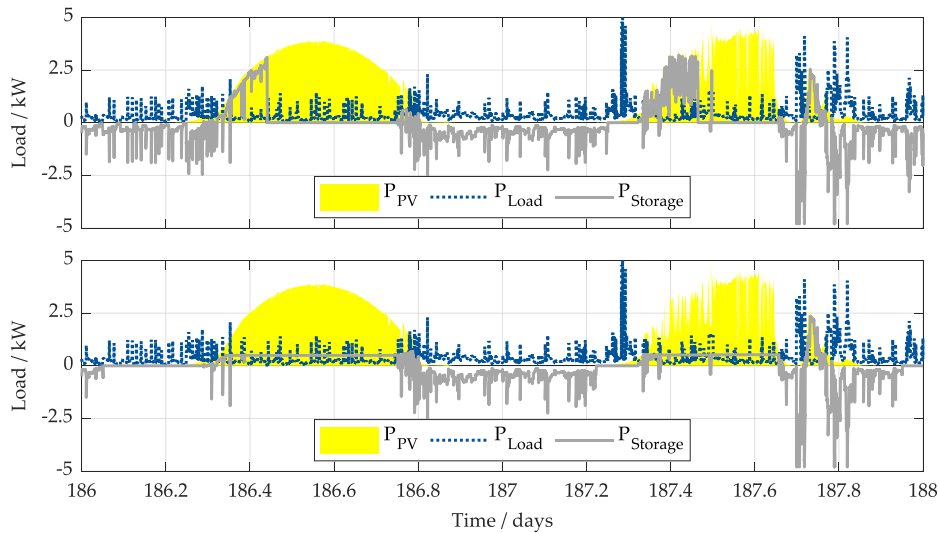 5
2.5
0
-2.5
-5
Load / kW
P_PV P_Load P_Storage
5
2.5
0
-2.5
-5
Load / kW
P_PV P_Load P_Storage
186 186.2 186.4 186.6 186.8 187 187.2 187.4 187.6 187.8 188
Time / days